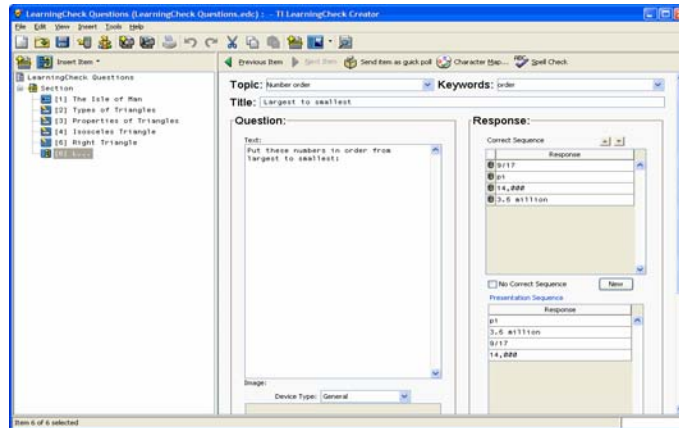 LearningCheck Questions (LearningCheck Questions.edc) : - TI LearningCheck Creator
File Edit View Insert Tools Help
Insert Item
Previous Item
Send item as quick poll
Character Map...
Spell Check
LearningCheck Questions
Section
[1] The Isle of Man
[2] Types of Triangles
[3] Properties of Triangles
[4] Isosceles Triangle
[6] Right Triangle
Topic: Number order
Keywords: order
Title: Largest to smallest
Question:
Text:
Put these numbers in order from
largest to smallest:
Image:
Device Type: General
Response:
Correct Sequence
Response
9/17
pi
14,000
3.6 million
No Correct Sequence
New
Presentation Sequence
Response
pi
3.6 million
9/17
14,000
Item 6 of 6 selected